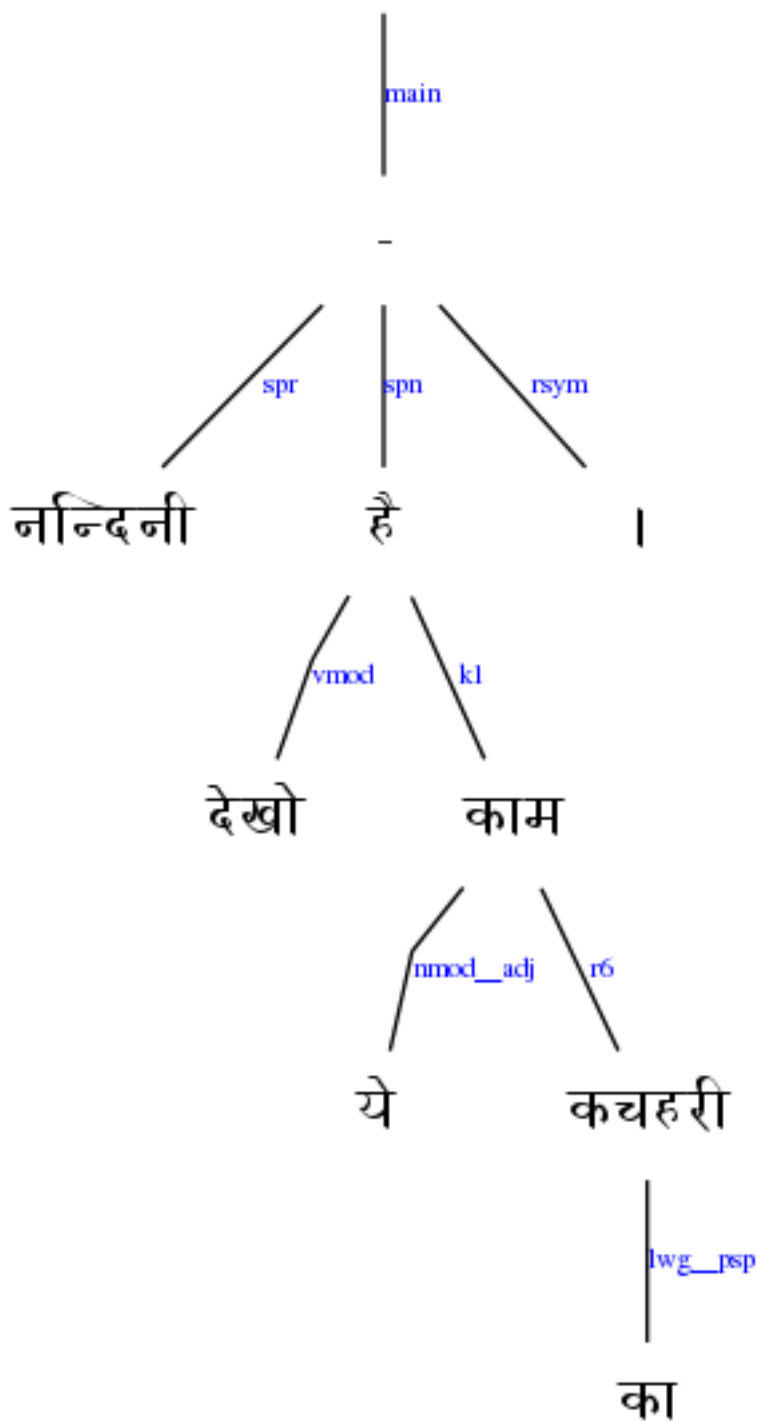 main
-
spr spn rsym
नन्दिनी है ।
vmod k1
देखो काम
nmod__adj r6
ये कचहरी
lwg__psp
का